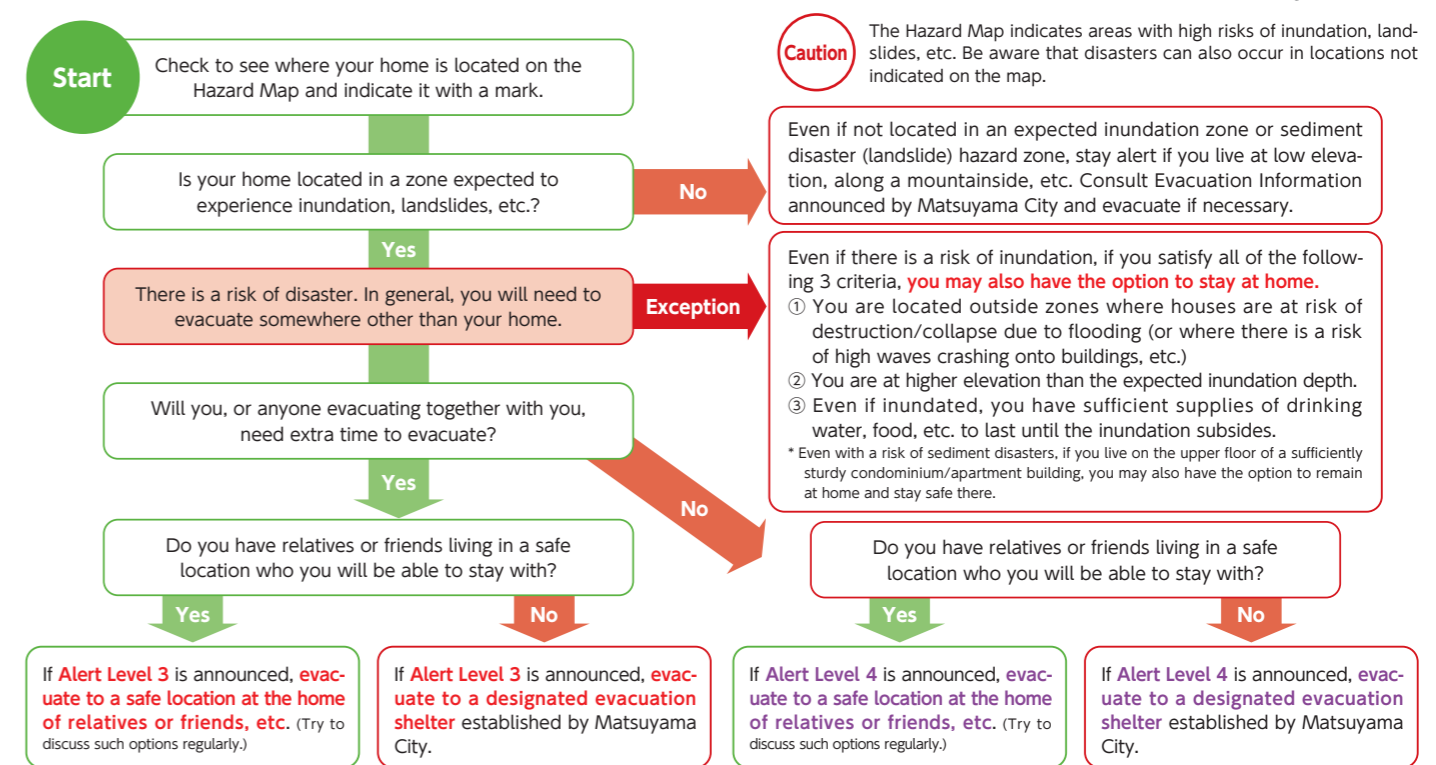 Start
Check to see where your home is located on the
Hazard Map and indicate it with a mark.
Caution
The Hazard Map indicates areas with high risks of inundation, land-
slides, etc. Be aware that disasters can also occur in locations not
indicated on the map.
Is your home located in a zone expected to
experience inundation, landslides, etc.?
No
Even if not located in an expected inundation zone or sediment
disaster (landslide) hazard zone, stay alert if you live at low eleva-
tion, along a mountainside, etc. Consult Evacuation Information
announced by Matsuyama City and evacuate if necessary.
Yes
There is a risk of disaster. In general, you will need to
evacuate somewhere other than your home.
Exception
Even if there is a risk of inundation, if you satisfy all of the follow-
ing 3 criteria, you may also have the option to stay at home.
① You are located outside zones where houses are at risk of
destruction/collapse due to flooding (or where there is a risk
of high waves crashing onto buildings, etc.)
② You are at higher elevation than the expected inundation depth.
③ Even if inundated, you have sufficient supplies of drinking
water, food, etc. to last until the inundation subsides.
* Even with a risk of sediment disasters, if you live on the upper floor of a sufficiently
sturdy condominium/apartment building, you may also have the option to remain
at home and stay safe there.
Will you, or anyone evacuating together with you,
need extra time to evacuate?
Yes
No
Do you have relatives or friends living in a safe
location who you will be able to stay with?
Do you have relatives or friends living in a safe
location who you will be able to stay with?
Yes
No
Yes
No
If Alert Level 3 is announced, evac-
uate to a safe location at the home
of relatives or friends, etc. (Try to
discuss such options regularly.)
If Alert Level 3 is announced, evac-
uate to a designated evacuation
shelter established by Matsuyama
City.
If Alert Level 4 is announced, evac-
uate to a safe location at the home
of relatives or friends, etc. (Try to
discuss such options regularly.)
If Alert Level 4 is announced, evac-
uate to a designated evacuation
shelter established by Matsuyama
City.